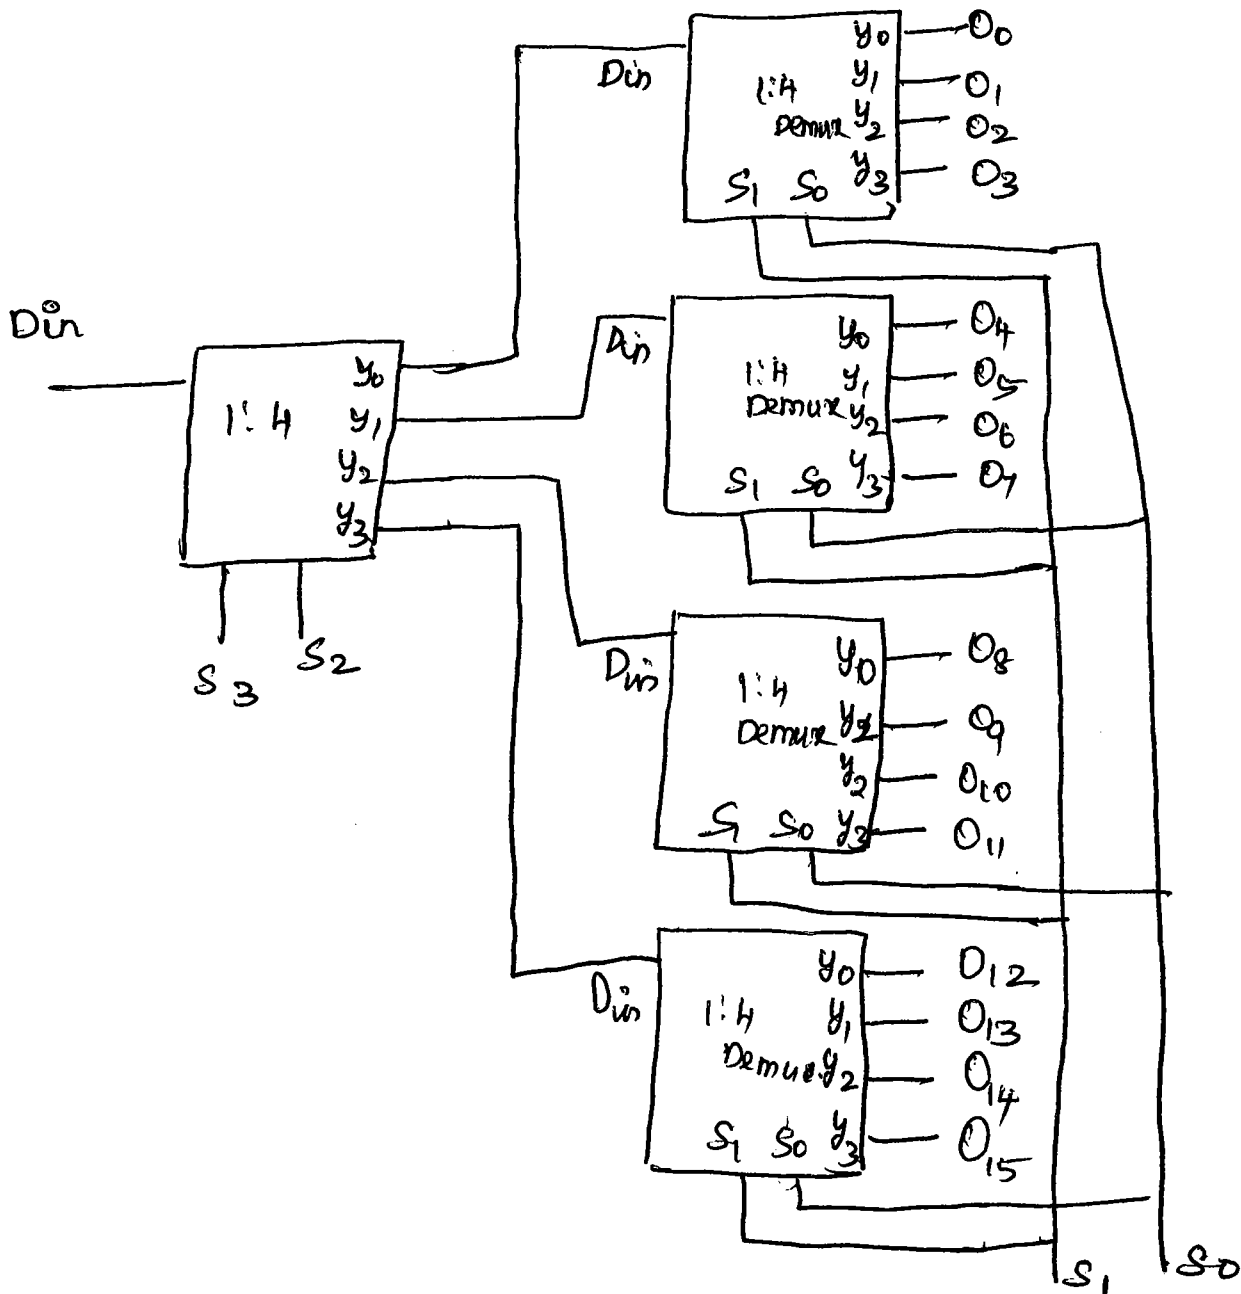 Din
1:4
y0
y1
y2
y3
S3
S2
Din
1:4
Demux
y0
y1
y2
y3
S1 S0
O0
O1
O2
O3
Din
1:4
Demux
y0
y1
y2
y3
S1 S0
O4
O5
O6
O7
Din
1:4
Demux
y0
y2
y2
S1 S0
O8
O9
O10
O11
Din
1:4
Demux
y0
y1
y2
y3
S1 S0
O12
O13
O14
O15
S1
S0